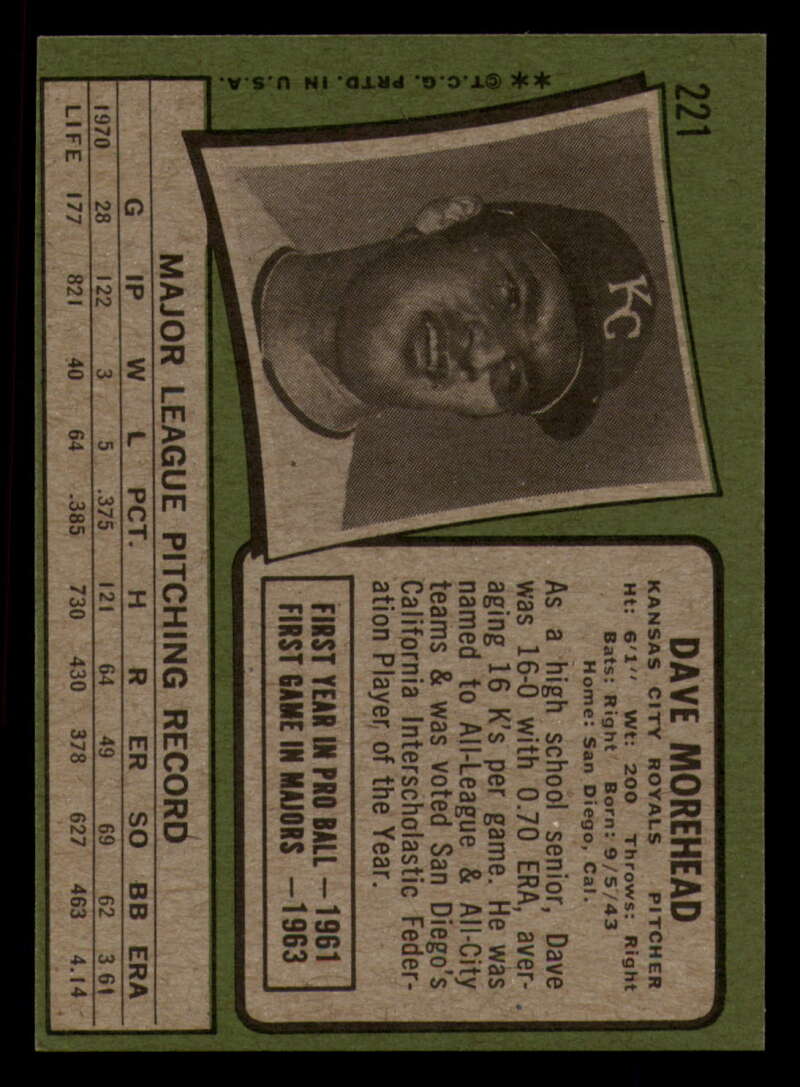 221
KC
**©T.C.G. PRTD. IN U.S.A.
DAVE MOREHEAD
KANSAS CITY ROYALS PITCHER
Ht: 6'1" Wt: 200 Throws: Right
Bats: Right Born: 9/5/43
Home: San Diego, Cal.
As a high school senior, Dave
was 16-0 with 0.70 ERA, aver-
aging 16 K's per game. He was
named to All-League & All-City
teams & was voted San Diego's
California Interscholastic Feder-
ation Player of the Year.
FIRST YEAR IN PRO BALL —1961
FIRST GAME IN MAJORS —1963
MAJOR LEAGUE PITCHING RECORD
G IP W L PCT. H R ER SO BB ERA
1970 28 122 3 5 .375 121 64 49 69 62 3.61
LIFE 177 821 40 64 .385 730 430 378 627 463 4.14